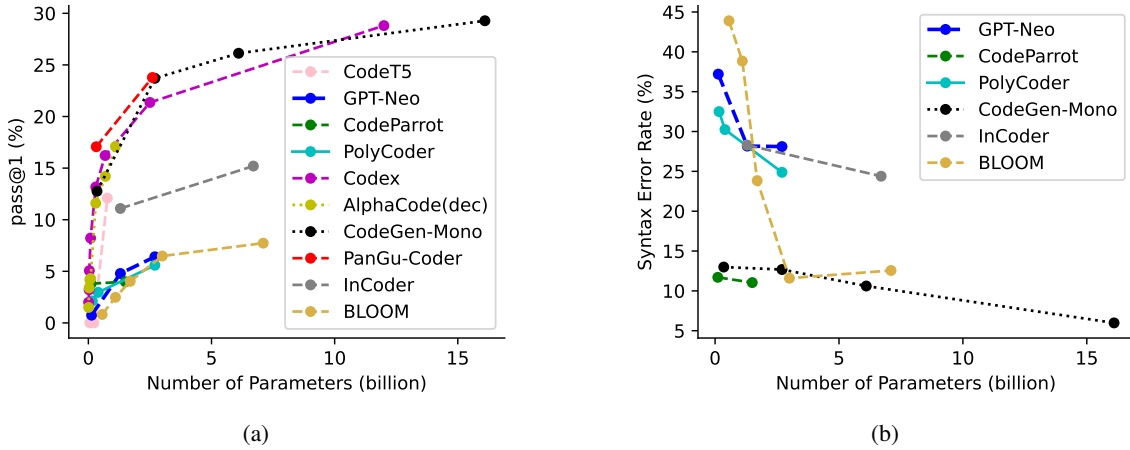 30
25
20
15
10
5
0
pass@1 (%)
0 5 10 15
Number of Parameters (billion)
CodeT5
GPT-Neo
CodeParrot
PolyCoder
Codex
AlphaCode(dec)
CodeGen-Mono
PanGu-Coder
InCoder
BLOOM
(a)
45
40
35
30
25
20
15
10
5
Syntax Error Rate (%)
0 5 10 15
Number of Parameters (billion)
GPT-Neo
CodeParrot
PolyCoder
CodeGen-Mono
InCoder
BLOOM
(b)